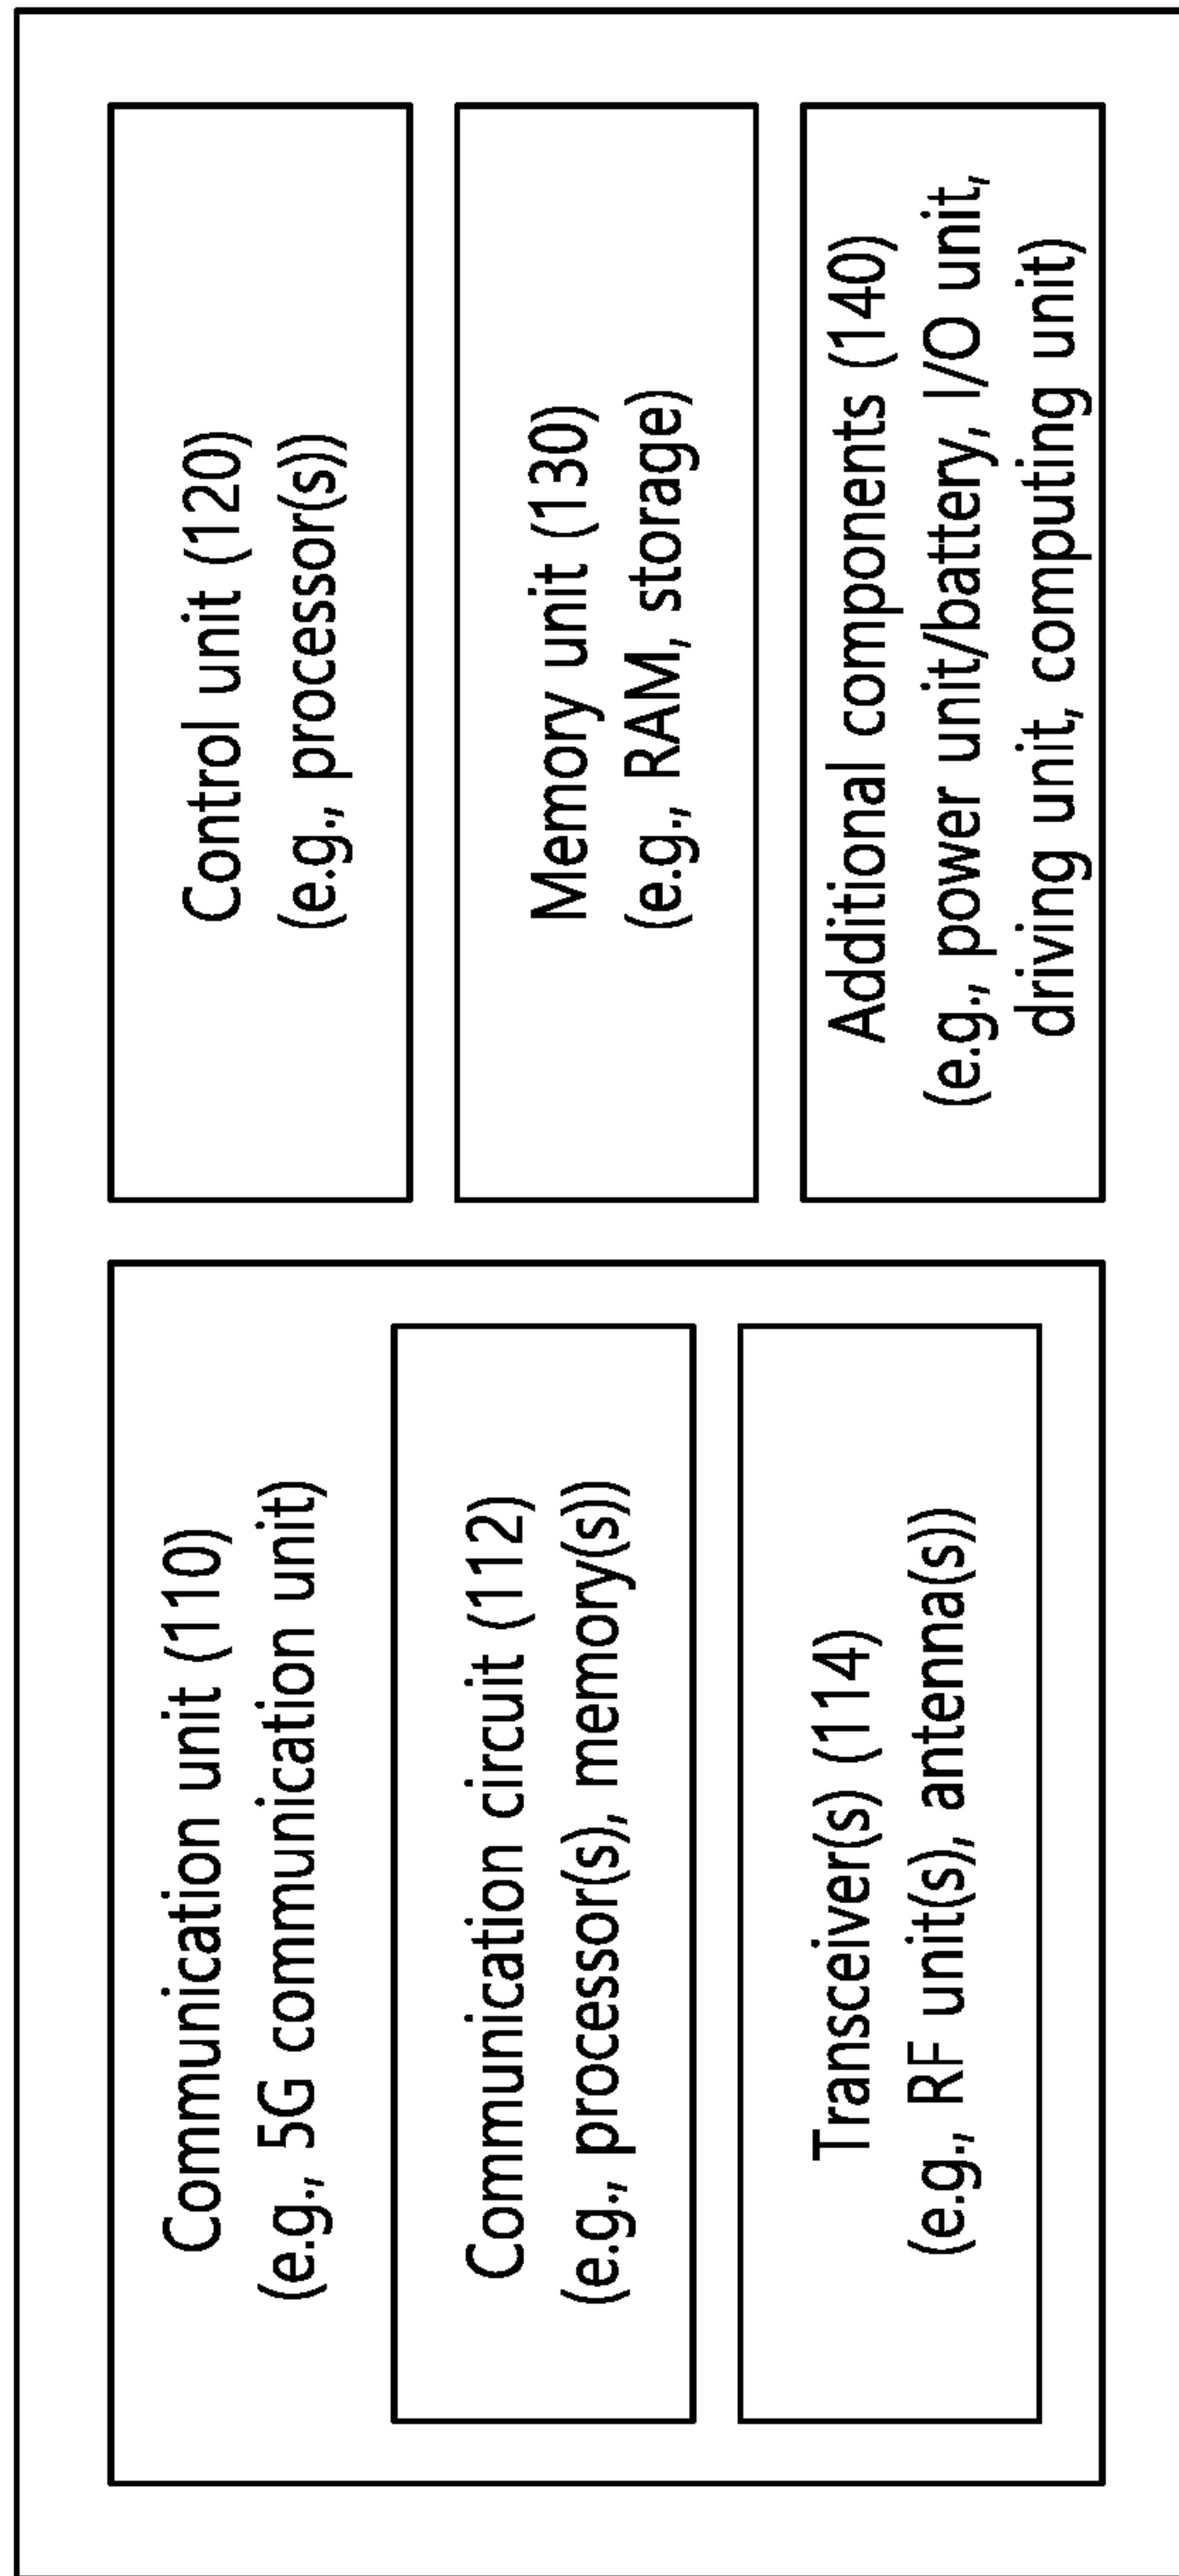 Communication unit (110)
(e.g., 5G communication unit)
Communication circuit (112)
(e.g., processor(s), memory(s))
Transceiver(s) (114)
(e.g., RF unit(s), antenna(s))
Control unit (120)
(e.g., processor(s))
Memory unit (130)
(e.g., RAM, storage)
Additional components (140)
(e.g., power unit/battery, I/O unit,
driving unit, computing unit)